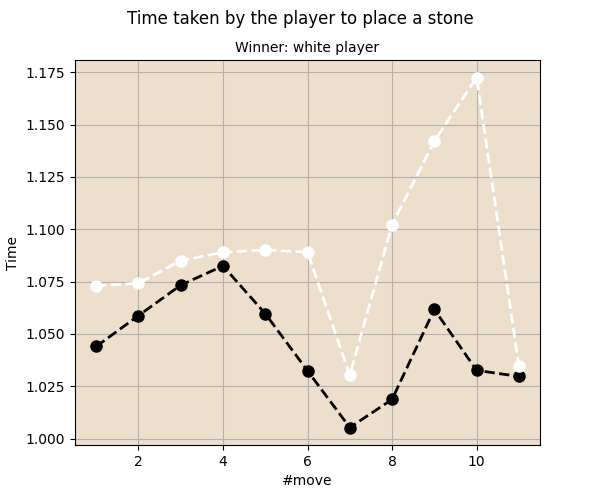 Time taken by the player to place a stone
Winner: white player
1.175
1.150
1.125
1.100
1.075
1.050
1.025
1.000
Time
2 4 6 8 10
#move